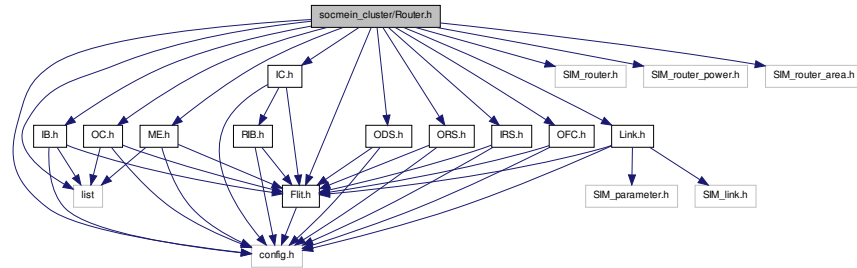 socmein_cluster/Router.h
IC.h
SIM_router.h
SIM_router_power.h
SIM_router_area.h
IB.h
OC.h
ME.h
RIB.h
ODS.h
ORS.h
IRS.h
OFC.h
Link.h
list
Flit.h
SIM_parameter.h
SIM_link.h
config.h